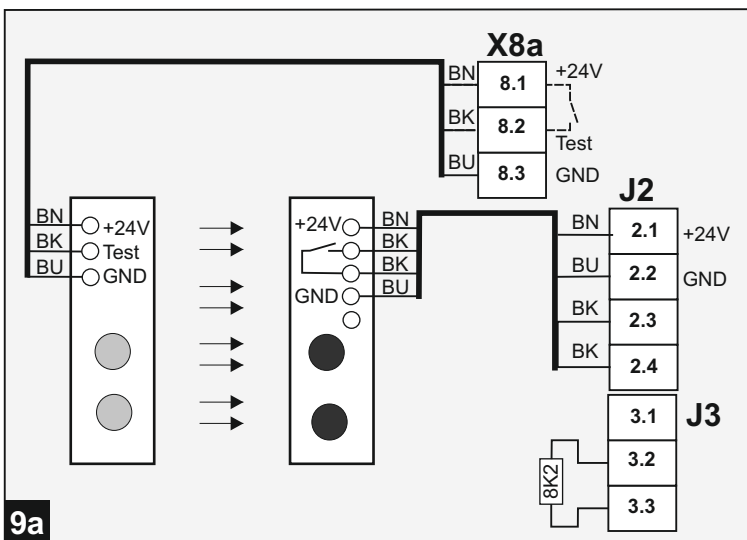 X8a
BN 8.1 +24V
BK 8.2 Test
BU 8.3 GND
J2
BN 2.1 +24V
BU 2.2 GND
BK 2.3
BK 2.4
BN +24V
BK Test
BU GND
+24V BN
BK
BK
GND BU
3.1 J3
3.2
3.3
8K2
9a